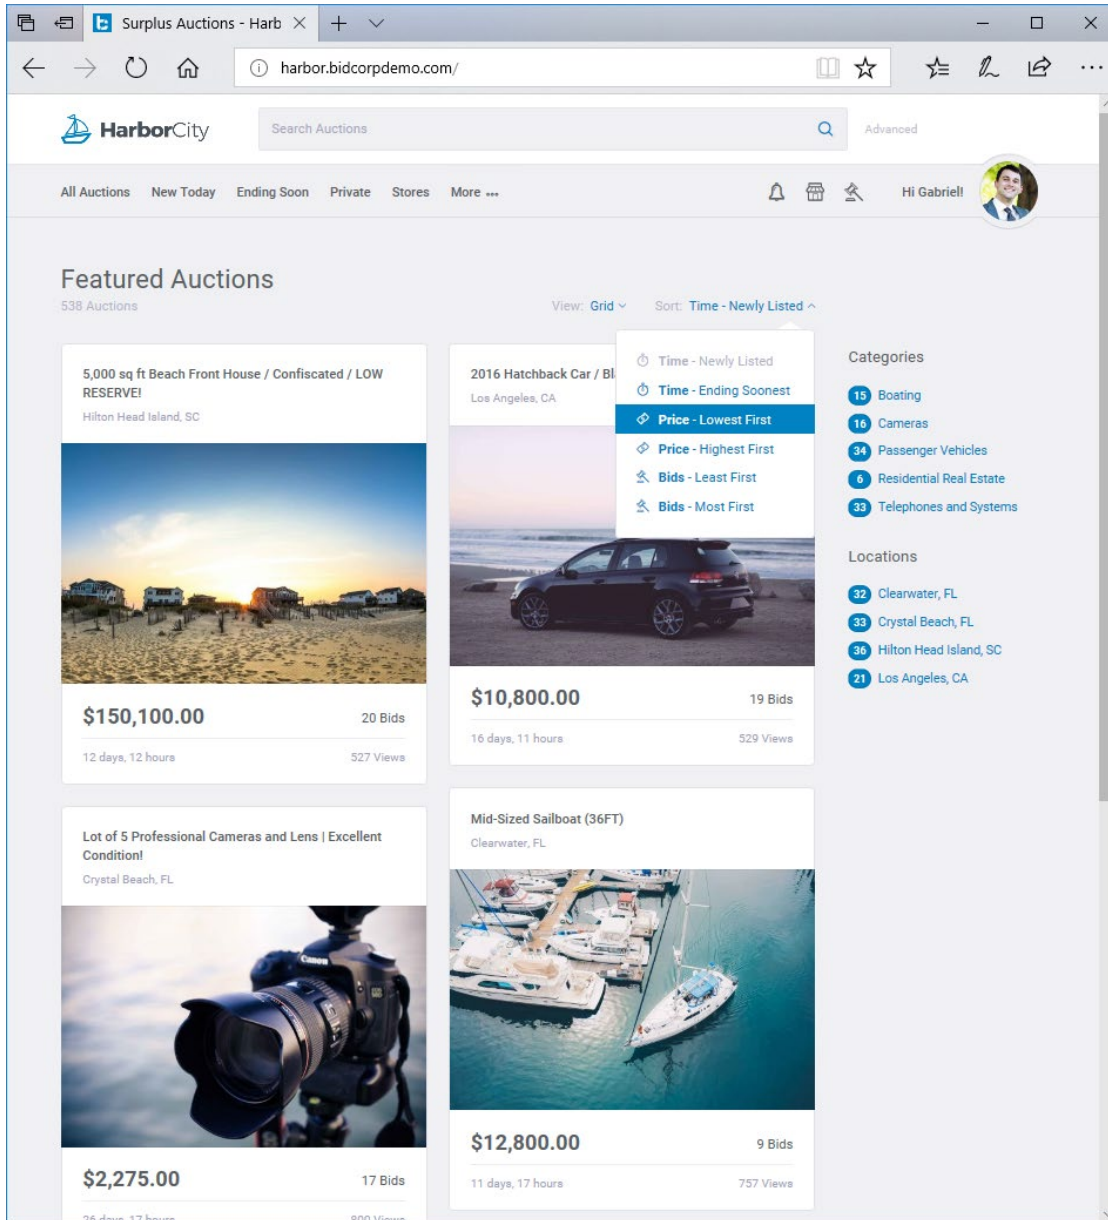 Surplus Auctions - Harb
harbor.bidcorpdemo.com/
HarborCity
Search Auctions
Advanced
All Auctions New Today Ending Soon Private Stores More ...
Hi Gabriel!
Featured Auctions
538 Auctions
View: Grid
Sort: Time - Newly Listed
Time - Newly Listed
Time - Ending Soonest
Price - Lowest First
Price - Highest First
Bids - Least First
Bids - Most First
5,000 sq ft Beach Front House / Confiscated / LOW
RESERVE!
Hilton Head Island, SC
$150,100.00 20 Bids
12 days, 12 hours 527 Views
2016 Hatchback Car /
Los Angeles, CA
$10,800.00 19 Bids
16 days, 11 hours 529 Views
Lot of 5 Professional Cameras and Lens | Excellent
Condition!
Crystal Beach, FL
Canon
$2,275.00 17 Bids
26 days, 17 hours 800 Views
Mid-Sized Sailboat (36FT)
Clearwater, FL
$12,800.00 9 Bids
11 days, 17 hours 757 Views
Categories
15 Boating
16 Cameras
34 Passenger Vehicles
6 Residential Real Estate
33 Telephones and Systems
Locations
32 Clearwater, FL
33 Crystal Beach, FL
36 Hilton Head Island, SC
21 Los Angeles, CA